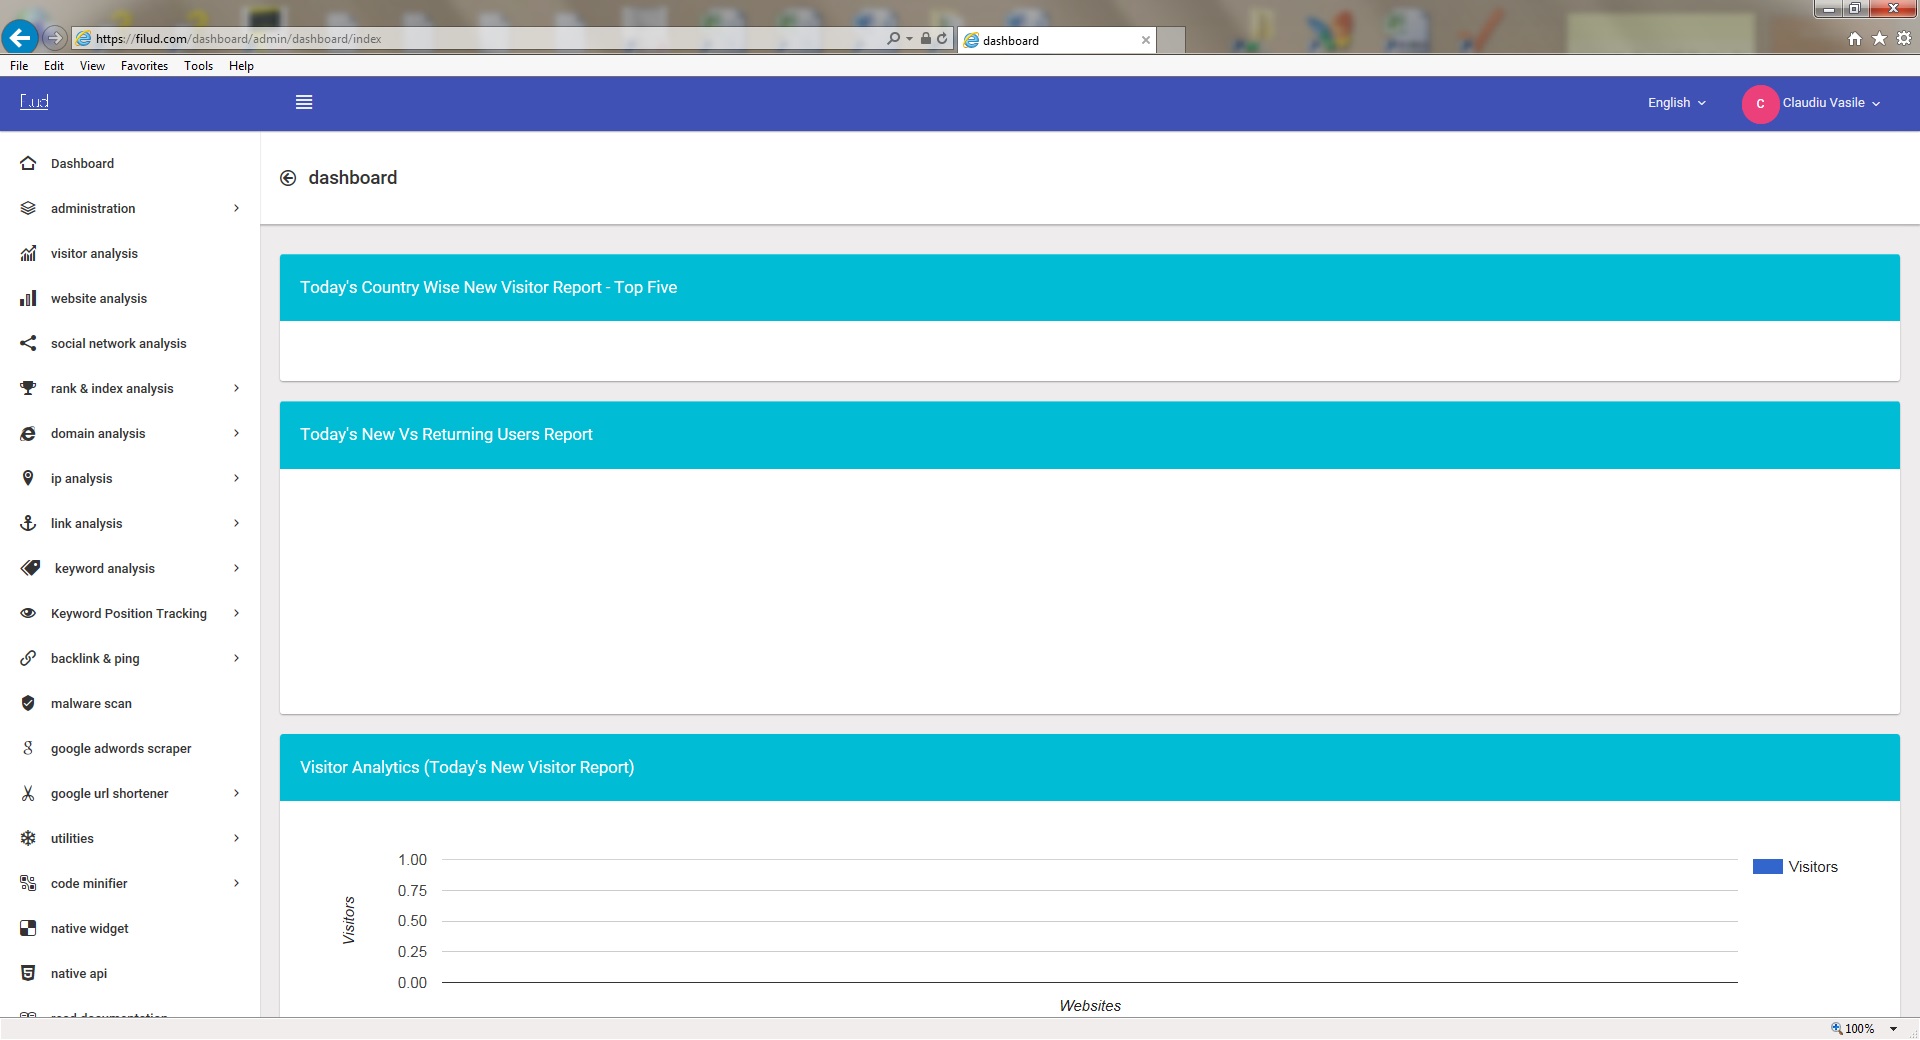 https://filud.com/dashboard/admin/dashboard/index
dashboard
File Edit View Favorites Tools Help
English
C
Claudiu Vasile
dashboard
Dashboard
administration
visitor analysis
website analysis
social network analysis
rank & index analysis
domain analysis
ip analysis
link analysis
keyword analysis
Keyword Position Tracking
backlink & ping
malware scan
google adwords scraper
google url shortener
utilities
code minifier
native widget
native api
read documentation
Today's Country Wise New Visitor Report - Top Five
Today's New Vs Returning Users Report
Visitor Analytics (Today's New Visitor Report)
1.00
0.75
0.50
0.25
0.00
Visitors
Websites
Visitors
100%